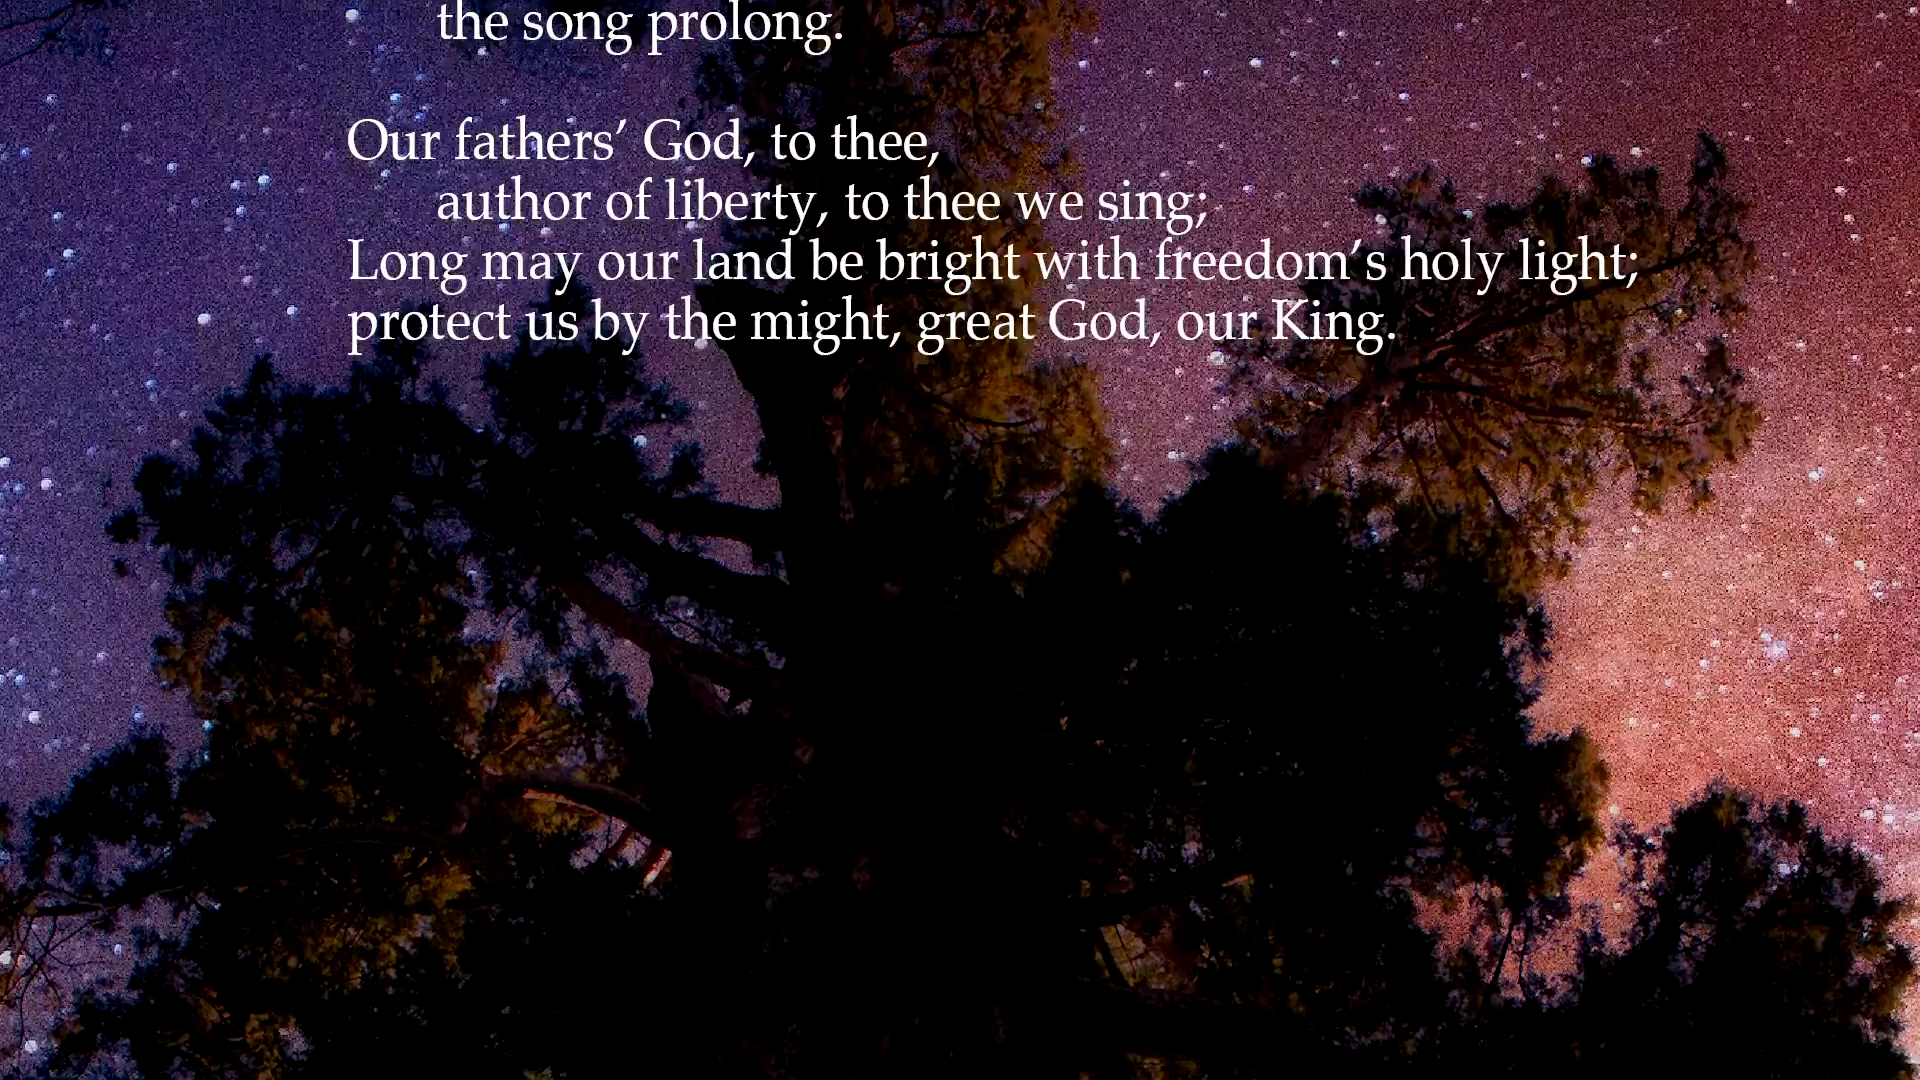 the song prolong.
Our fathers’ God, to thee,
author of liberty, to thee we sing;
Long may our land be bright with freedom’s holy light;
protect us by the might, great God, our King.